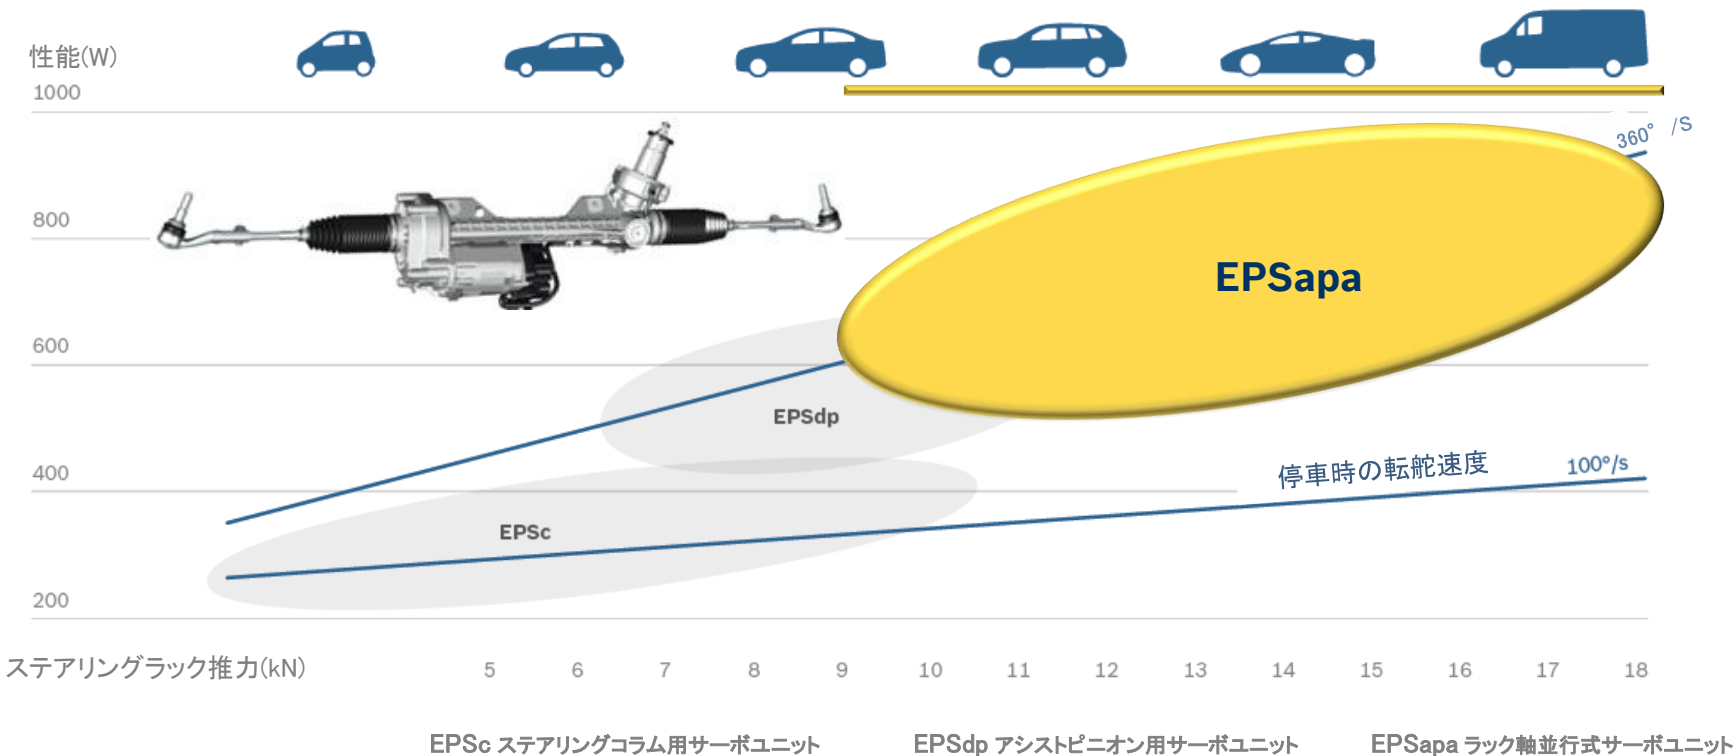 性能(W)
1000
360° /S
800
EPSapa
600
EPSdp
400
停車時の転舵速度 100°/s
EPSc
200
ステアリングラック推力(kN) 5 6 7 8 9 10 11 12 13 14 15 16 17 18
EPSc ステアリングコラム用サーボユニット EPSdp アシストピニオン用サーボユニット EPSapa ラック軸並行式サーボユニット